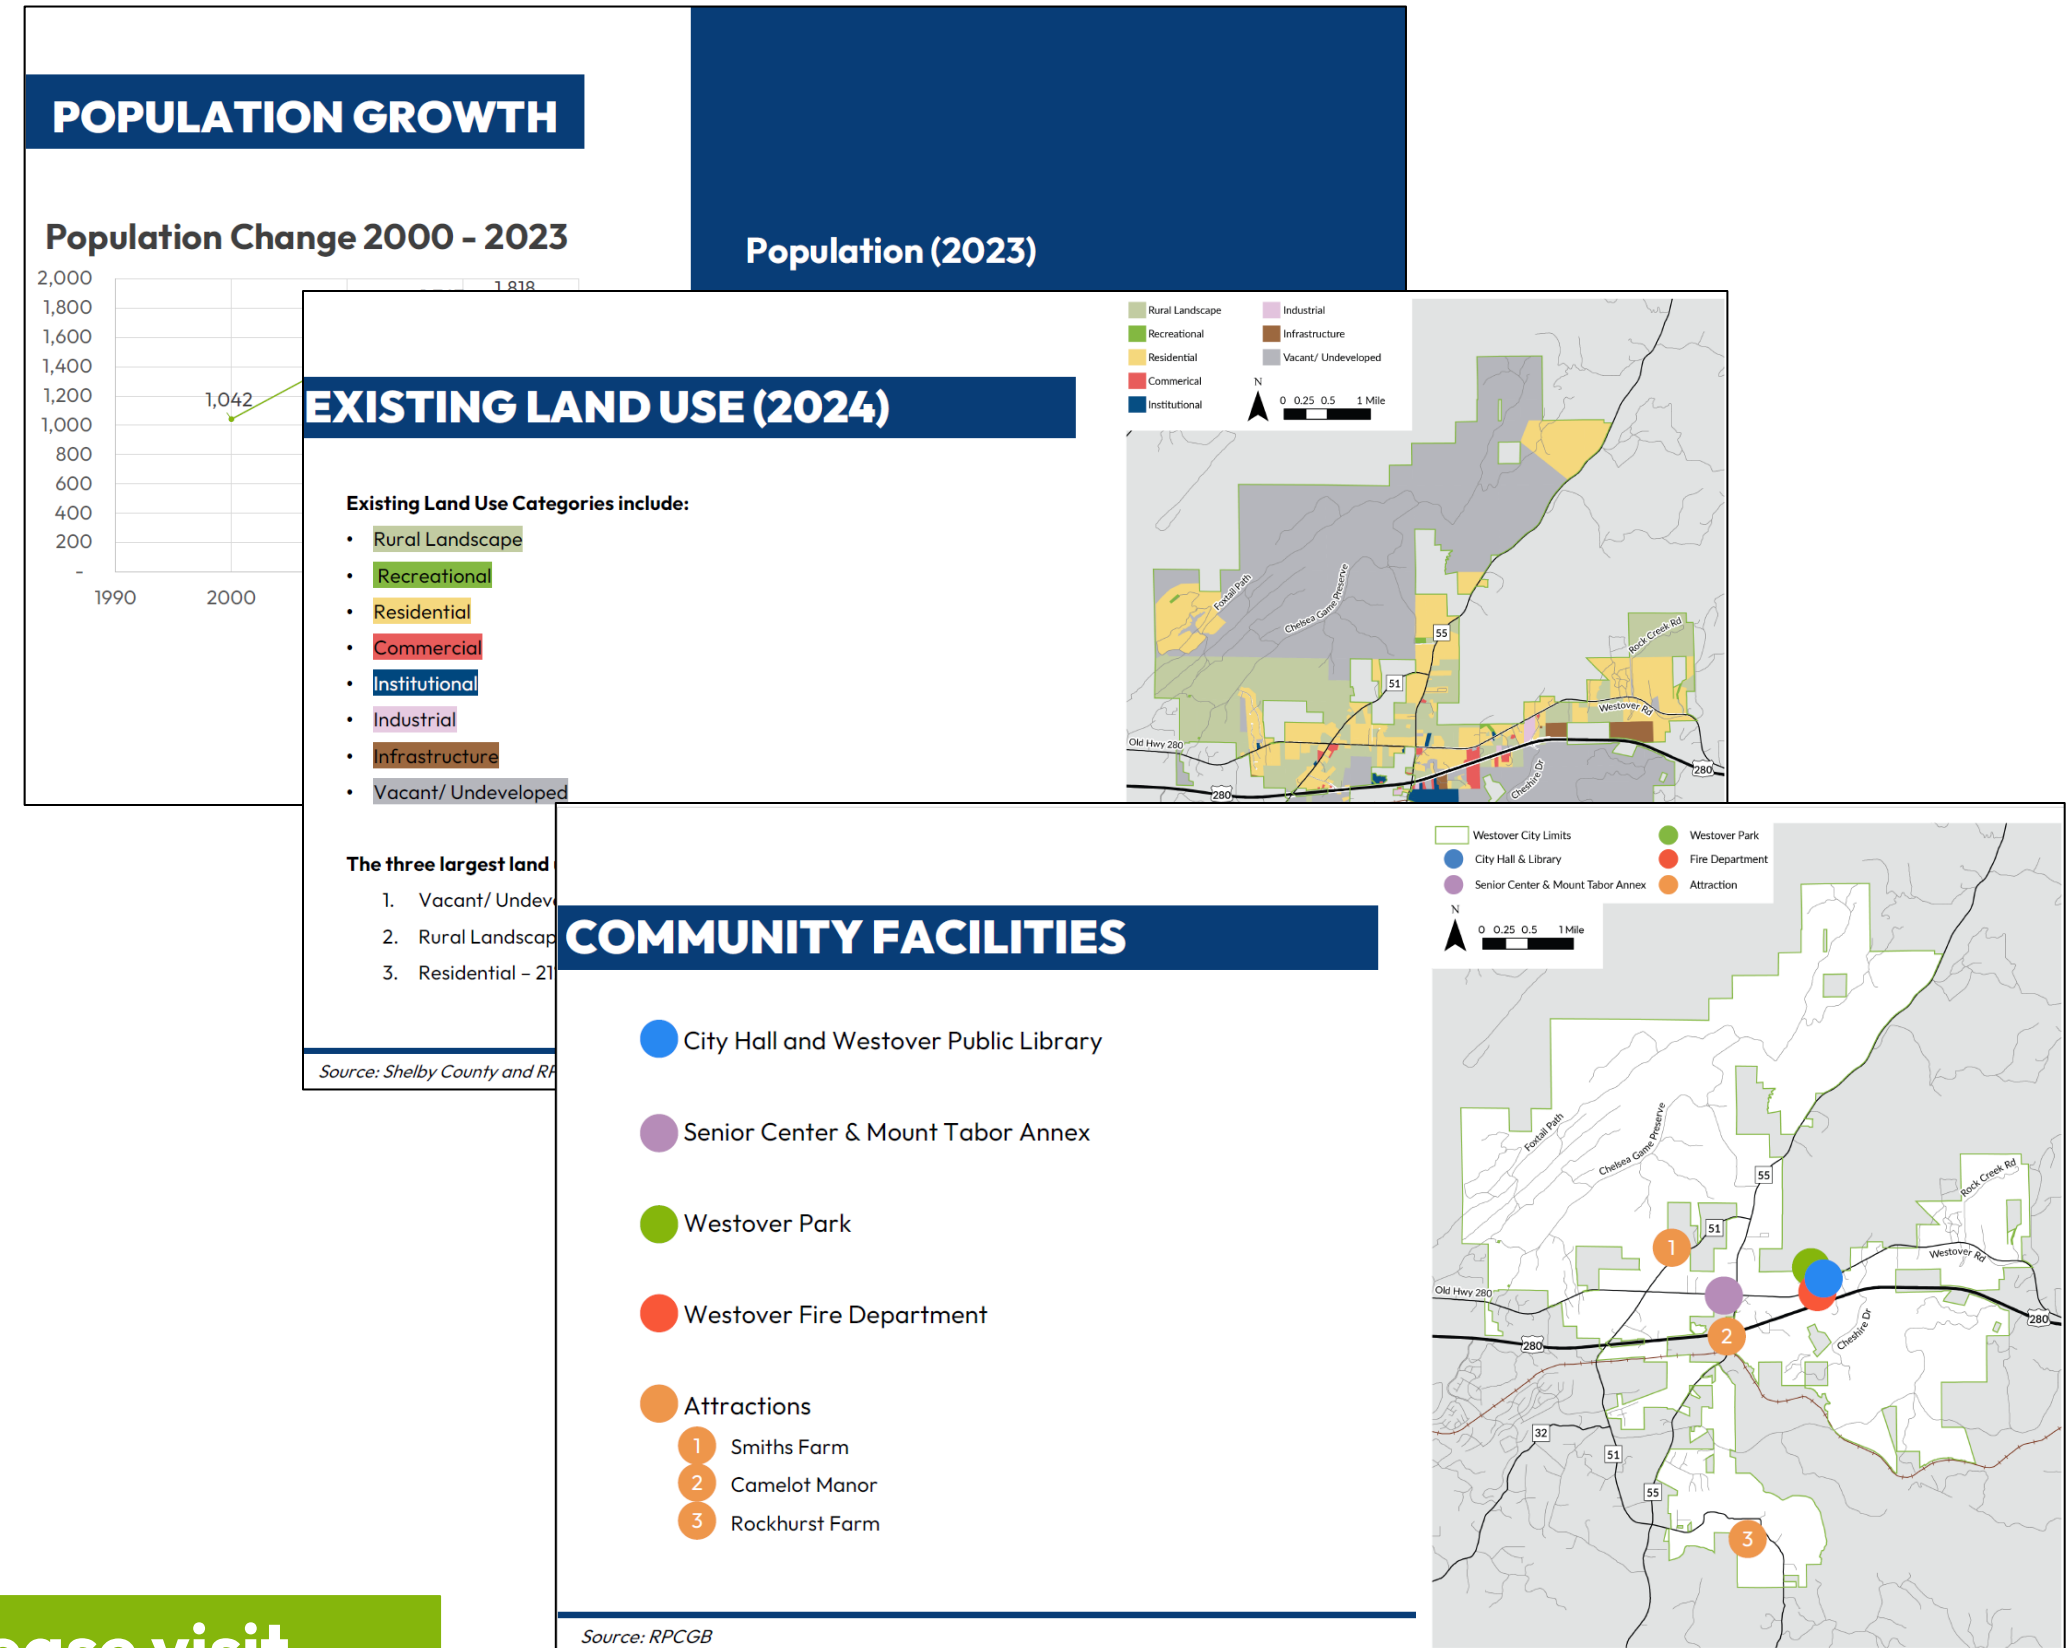 POPULATION GROWTH
Population Change 2000 - 2023
2,000
1,800
1,600
1,400
1,200
1,000
800
600
400
200
-
1990
2000
1,042
1,818
Population (2023)
EXISTING LAND USE (2024)
Existing Land Use Categories include:
• Rural Landscape
• Recreational
• Residential
• Commercial
• Institutional
• Industrial
• Infrastructure
• Vacant/ Undeveloped
The three largest land
1. Vacant/
2. Rural
3. Residential – 21
Source: Shelby County and
Rural Landscape
Recreational
Residential
Commerical
Institutional
Industrial
Infrastructure
Vacant/ Undeveloped
N
0 0.25 0.5 1 Mile
Foxtail Path
Chelsea Game Preserve
55
51
Rock Creek Rd
Westover Rd
Old Hwy 280
280
Cheshire Dr
280
COMMUNITY FACILITIES
City Hall and Westover Public Library
Senior Center & Mount Tabor Annex
Westover Park
Westover Fire Department
Attractions
1 Smiths Farm
2 Camelot Manor
3 Rockhurst Farm
Source: RPCGB
Westover City Limits
City Hall & Library
Senior Center & Mount Tabor Annex
Westover Park
Fire Department
Attraction
N
0 0.25 0.5 1 Mile
Foxtail Path
Chelsea Game Preserve
55
Rock Creek Rd
51
1
Westover Rd
Old Hwy 280
280
2
Cheshire Dr
280
32
51
55
3
visit